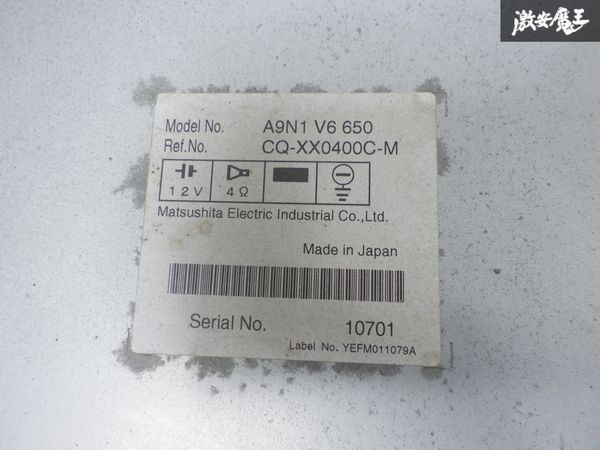 激安魔王
Model No. A9N1 V6 650
Ref.No. CQ-XX0400C-M
12V 4Ω
Matsushita Electric Industrial Co.,Ltd.
Made in Japan
Serial No. 10701
Label No. YEFM011079A